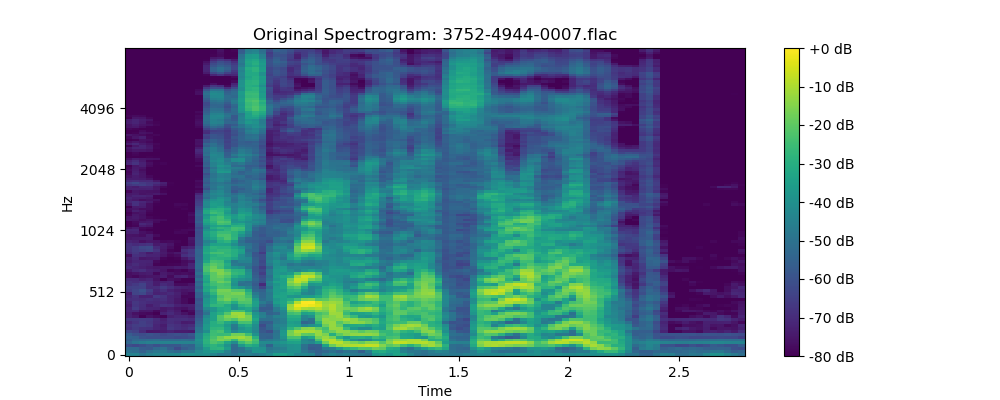 Original Spectrogram: 3752-4944-0007.flac
Hz
4096
2048
1024
512
0
0
0.5
1
1.5
2
2.5
Time
+0 dB
-10 dB
-20 dB
-30 dB
-40 dB
-50 dB
-60 dB
-70 dB
-80 dB